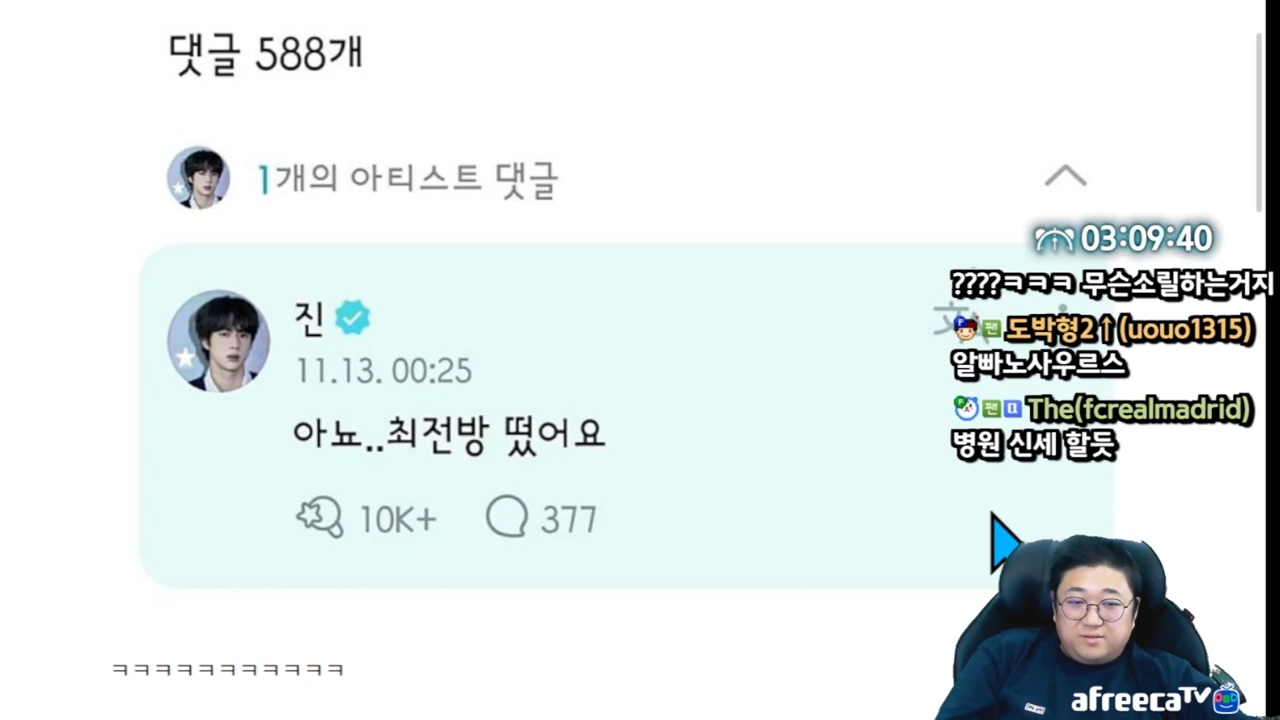 댓글 588개
1개의 아티스트 댓글
진
11.13. 00:25
아뇨..최전방 떴어요
10K+ 377
ㅋㅋㅋㅋㅋㅋㅋㅋㅋㅋㅋ
03:09:40
????ㅋㅋㅋ 무슨소릴하는거지
팬 도박형2↑(uouo1315)
알빠노사우르스
팬 The(fcrealmadrid)
병원 신세 할듯
afreecaTV